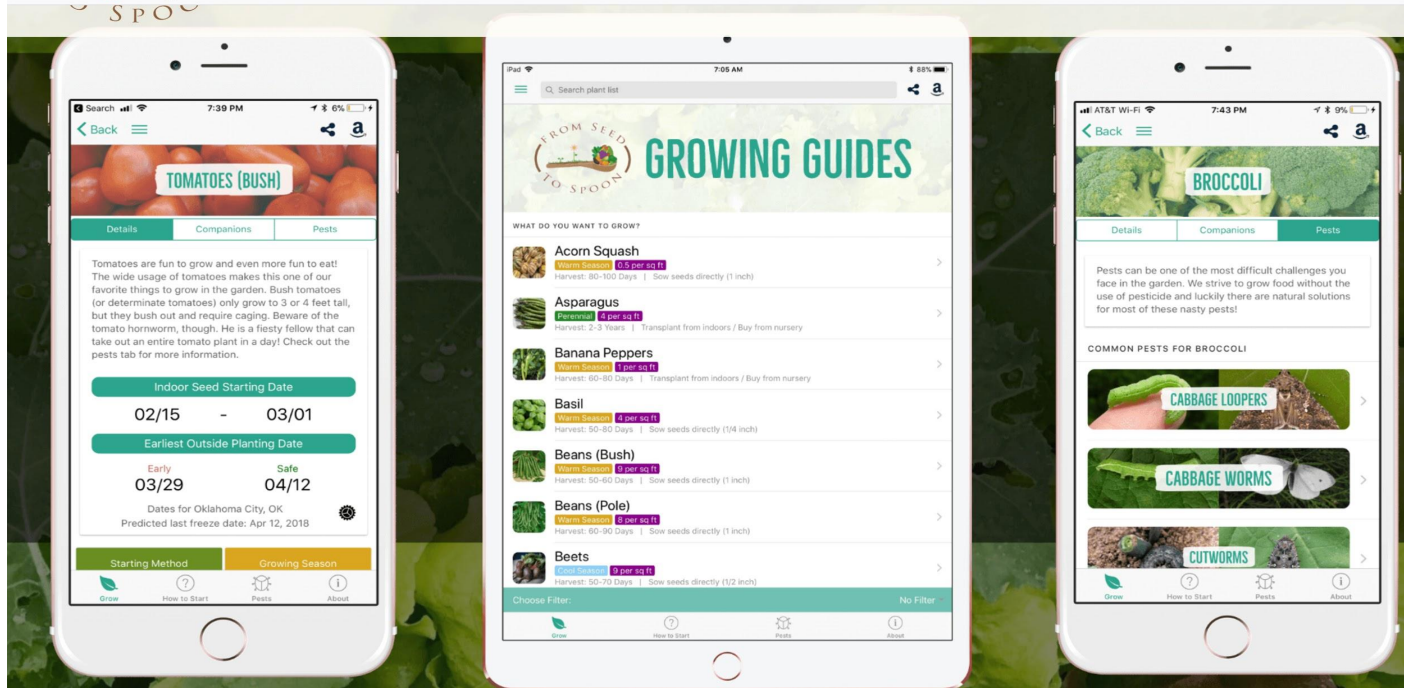 SPOO
Search
7:39 PM
6%
Back
a
TOMATOES (BUSH)
Details
Companions
Pests
Tomatoes are fun to grow and even more fun to eat!
The wide usage of tomatoes makes this one of our
favorite things to grow in the garden. Bush tomatoes
(or determinate tomatoes) only grow to 3 or 4 feet tall,
but they bush out and require caging. Beware of the
tomato hornworm, though. He is a fiesty fellow that can
take out an entire tomato plant in a day! Check out the
pests tab for more information.
Indoor Seed Starting Date
02/15 - 03/01
Earliest Outside Planting Date
Early
Safe
03/29
04/12
Dates for Oklahoma City, OK
Predicted last freeze date: Apr 12, 2018
Starting Method
Growing Season
Grow
How to Start
Pests
About
iPad
7:05 AM
88%
Search plant list
a
FROM SEED
TO SPOON
GROWING GUIDES
WHAT DO YOU WANT TO GROW?
Acorn Squash
Warm Season 0.5 per sq ft
Harvest: 80-100 Days | Sow seeds directly (1 inch)
Asparagus
Perennial 4 per sq ft
Harvest: 2-3 Years | Transplant from indoors / Buy from nursery
Banana Peppers
Warm Season 1 per sq ft
Harvest: 60-80 Days | Transplant from indoors / Buy from nursery
Basil
Warm Season 4 per sq ft
Harvest: 50-80 Days | Sow seeds directly (1/4 inch)
Beans (Bush)
Warm Season 9 per sq ft
Harvest: 50-60 Days | Sow seeds directly (1 inch)
Beans (Pole)
Warm Season 8 per sq ft
Harvest: 60-90 Days | Sow seeds directly (1 inch)
Beets
Cool Season 9 per sq ft
Harvest: 50-70 Days | Sow seeds directly (1/2 inch)
Choose Filter:
No Filter
Grow
How to Start
Pests
About
AT&T Wi-Fi
7:43 PM
9%
Back
a
BROCCOLI
Details
Companions
Pests
Pests can be one of the most difficult challenges you
face in the garden. We strive to grow food without the
use of pesticide and luckily there are natural solutions
for most of these nasty pests!
COMMON PESTS FOR BROCCOLI
CABBAGE LOOPERS
CABBAGE WORMS
CUTWORMS
Grow
How to Start
Pests
About